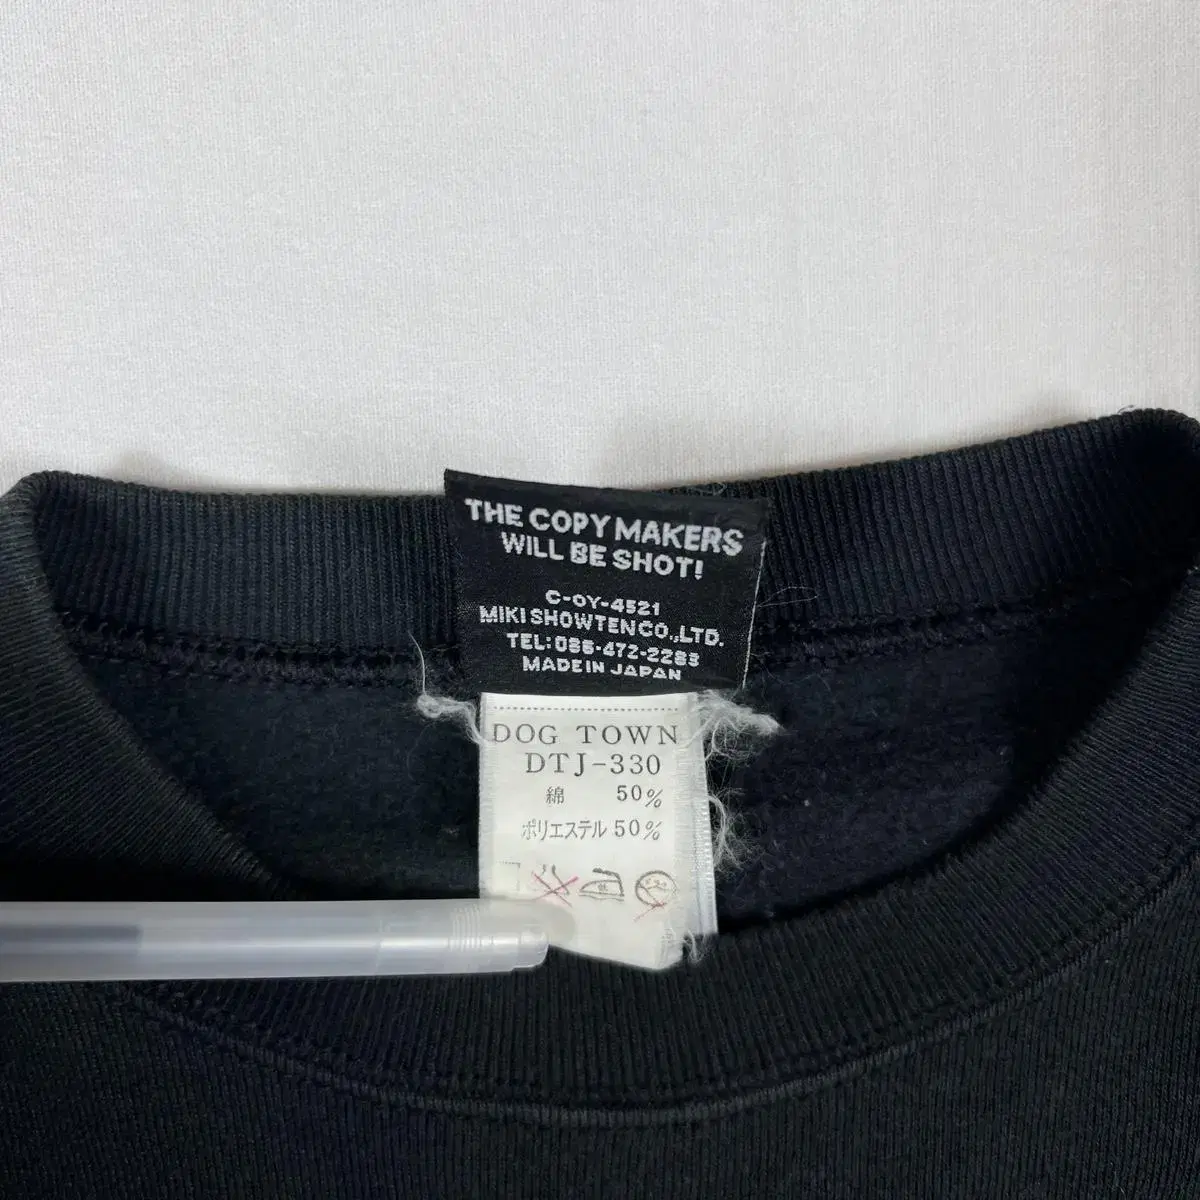 THE COPY MAKERS
WILL BE SHOT!
C-OY-4521
MIKI SHOWTEN CO.,LTD.
TEL:086-472-2283
MADE IN JAPAN
DOG TOWN
DTJ-330
綿 50%
ポリエステル 50%